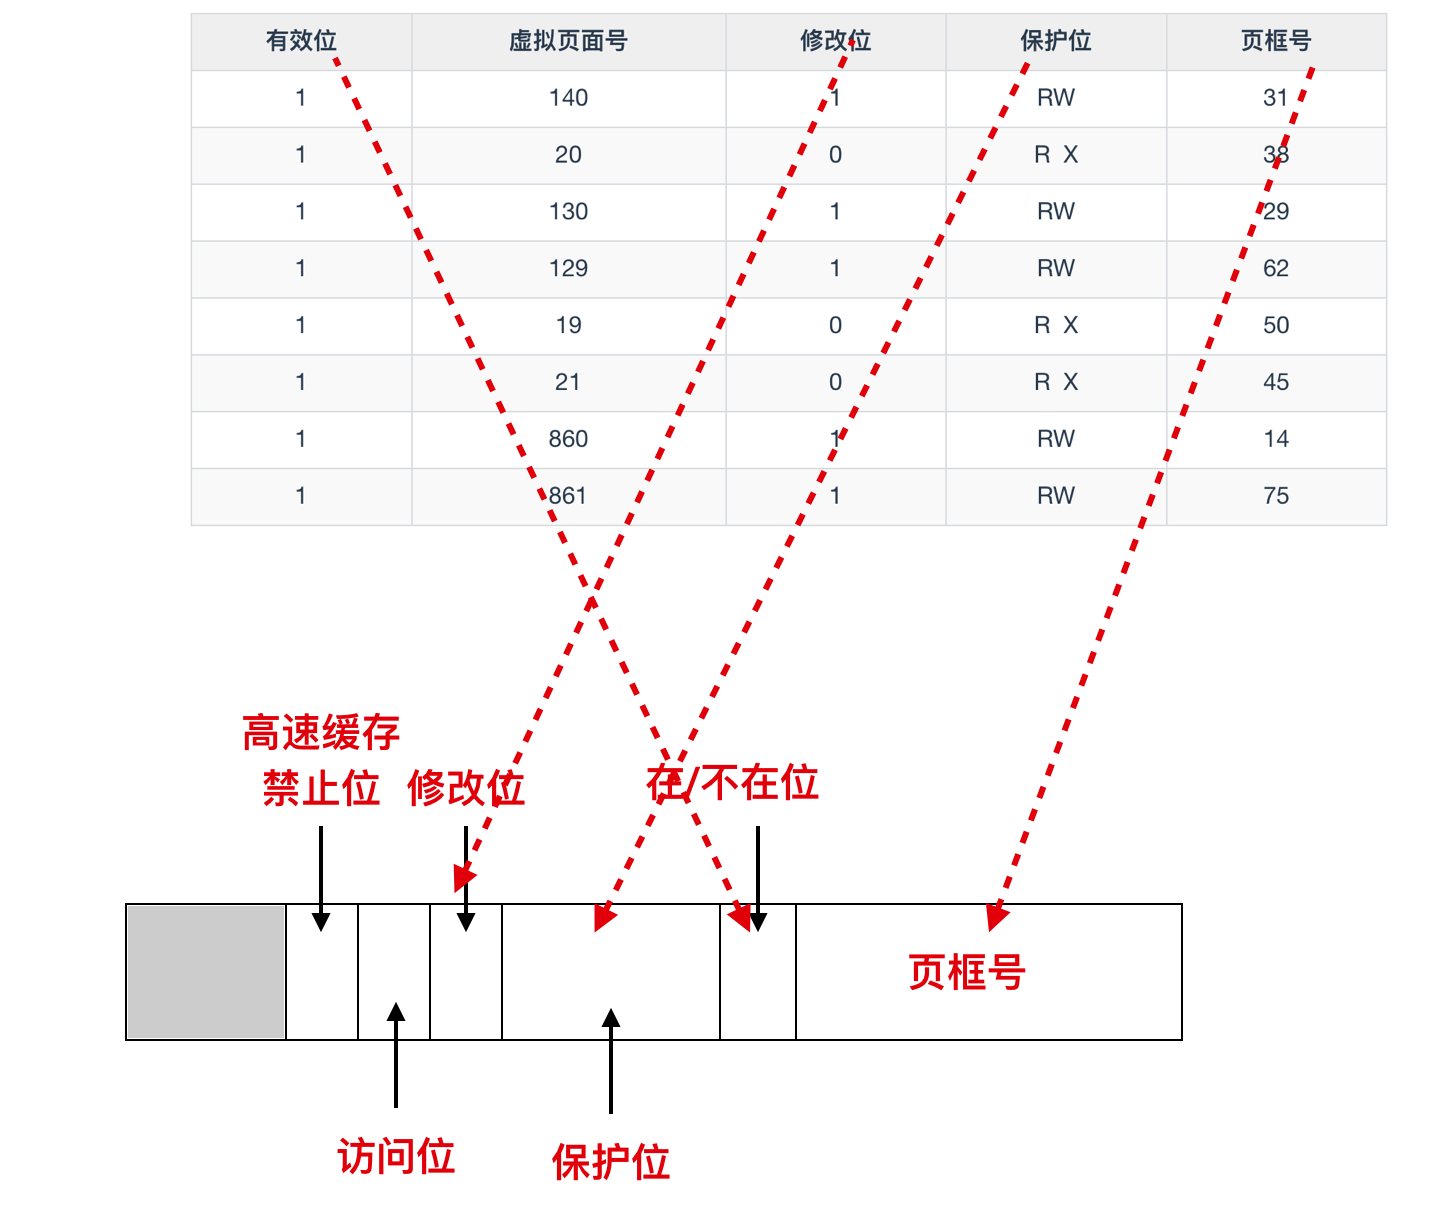 有效位 虚拟页面号 修改位 保护位 页框号
1 140 1 RW 31
1 20 0 R X 38
1 130 1 RW 29
1 129 1 RW 62
1 19 0 R X 50
1 21 0 R X 45
1 860 1 RW 14
1 861 1 RW 75
高速缓存
禁止位 修改位 在/不在位
页框号
访问位 保护位